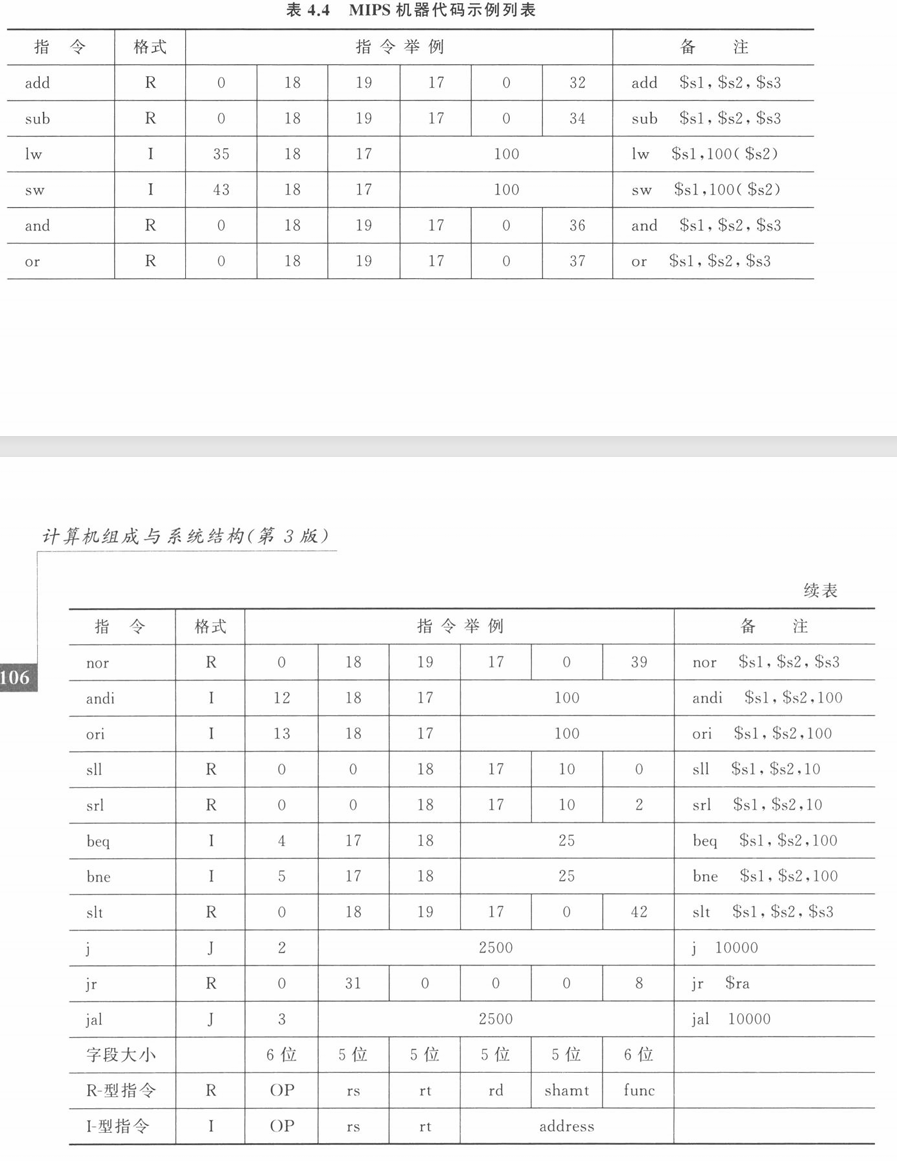 表 4.4 MIPS 机器代码示例列表
指 令 格式 指 令 举 例 备 注
add R 0 18 19 17 0 32 add $s1,$s2,$s3
sub R 0 18 19 17 0 34 sub $s1,$s2,$s3
lw I 35 18 17 100 lw $s1,100($s2)
sw I 43 18 17 100 sw $s1,100($s2)
and R 0 18 19 17 0 36 and $s1,$s2,$s3
or R 0 18 19 17 0 37 or $s1,$s2,$s3
计算机组成与系统结构(第 3 版)
续表
指 令 格式 指 令 举 例 备 注
nor R 0 18 19 17 0 39 nor $s1,$s2,$s3
106
andi I 12 18 17 100 andi $s1,$s2,100
ori I 13 18 17 100 ori $s1,$s2,100
sll R 0 0 18 17 10 0 sll $s1,$s2,10
srl R 0 0 18 17 10 2 srl $s1,$s2,10
beq I 4 17 18 25 beq $s1,$s2,100
bne I 5 17 18 25 bne $s1,$s2,100
slt R 0 18 19 17 0 42 slt $s1,$s2,$s3
j J 2 2500 j 10000
jr R 0 31 0 0 0 8 jr $ra
jal J 3 2500 jal 10000
字段大小 6 位 5 位 5 位 5 位 5 位 6 位
R-型指令 R OP rs rt rd shamt func
I-型指令 I OP rs rt address